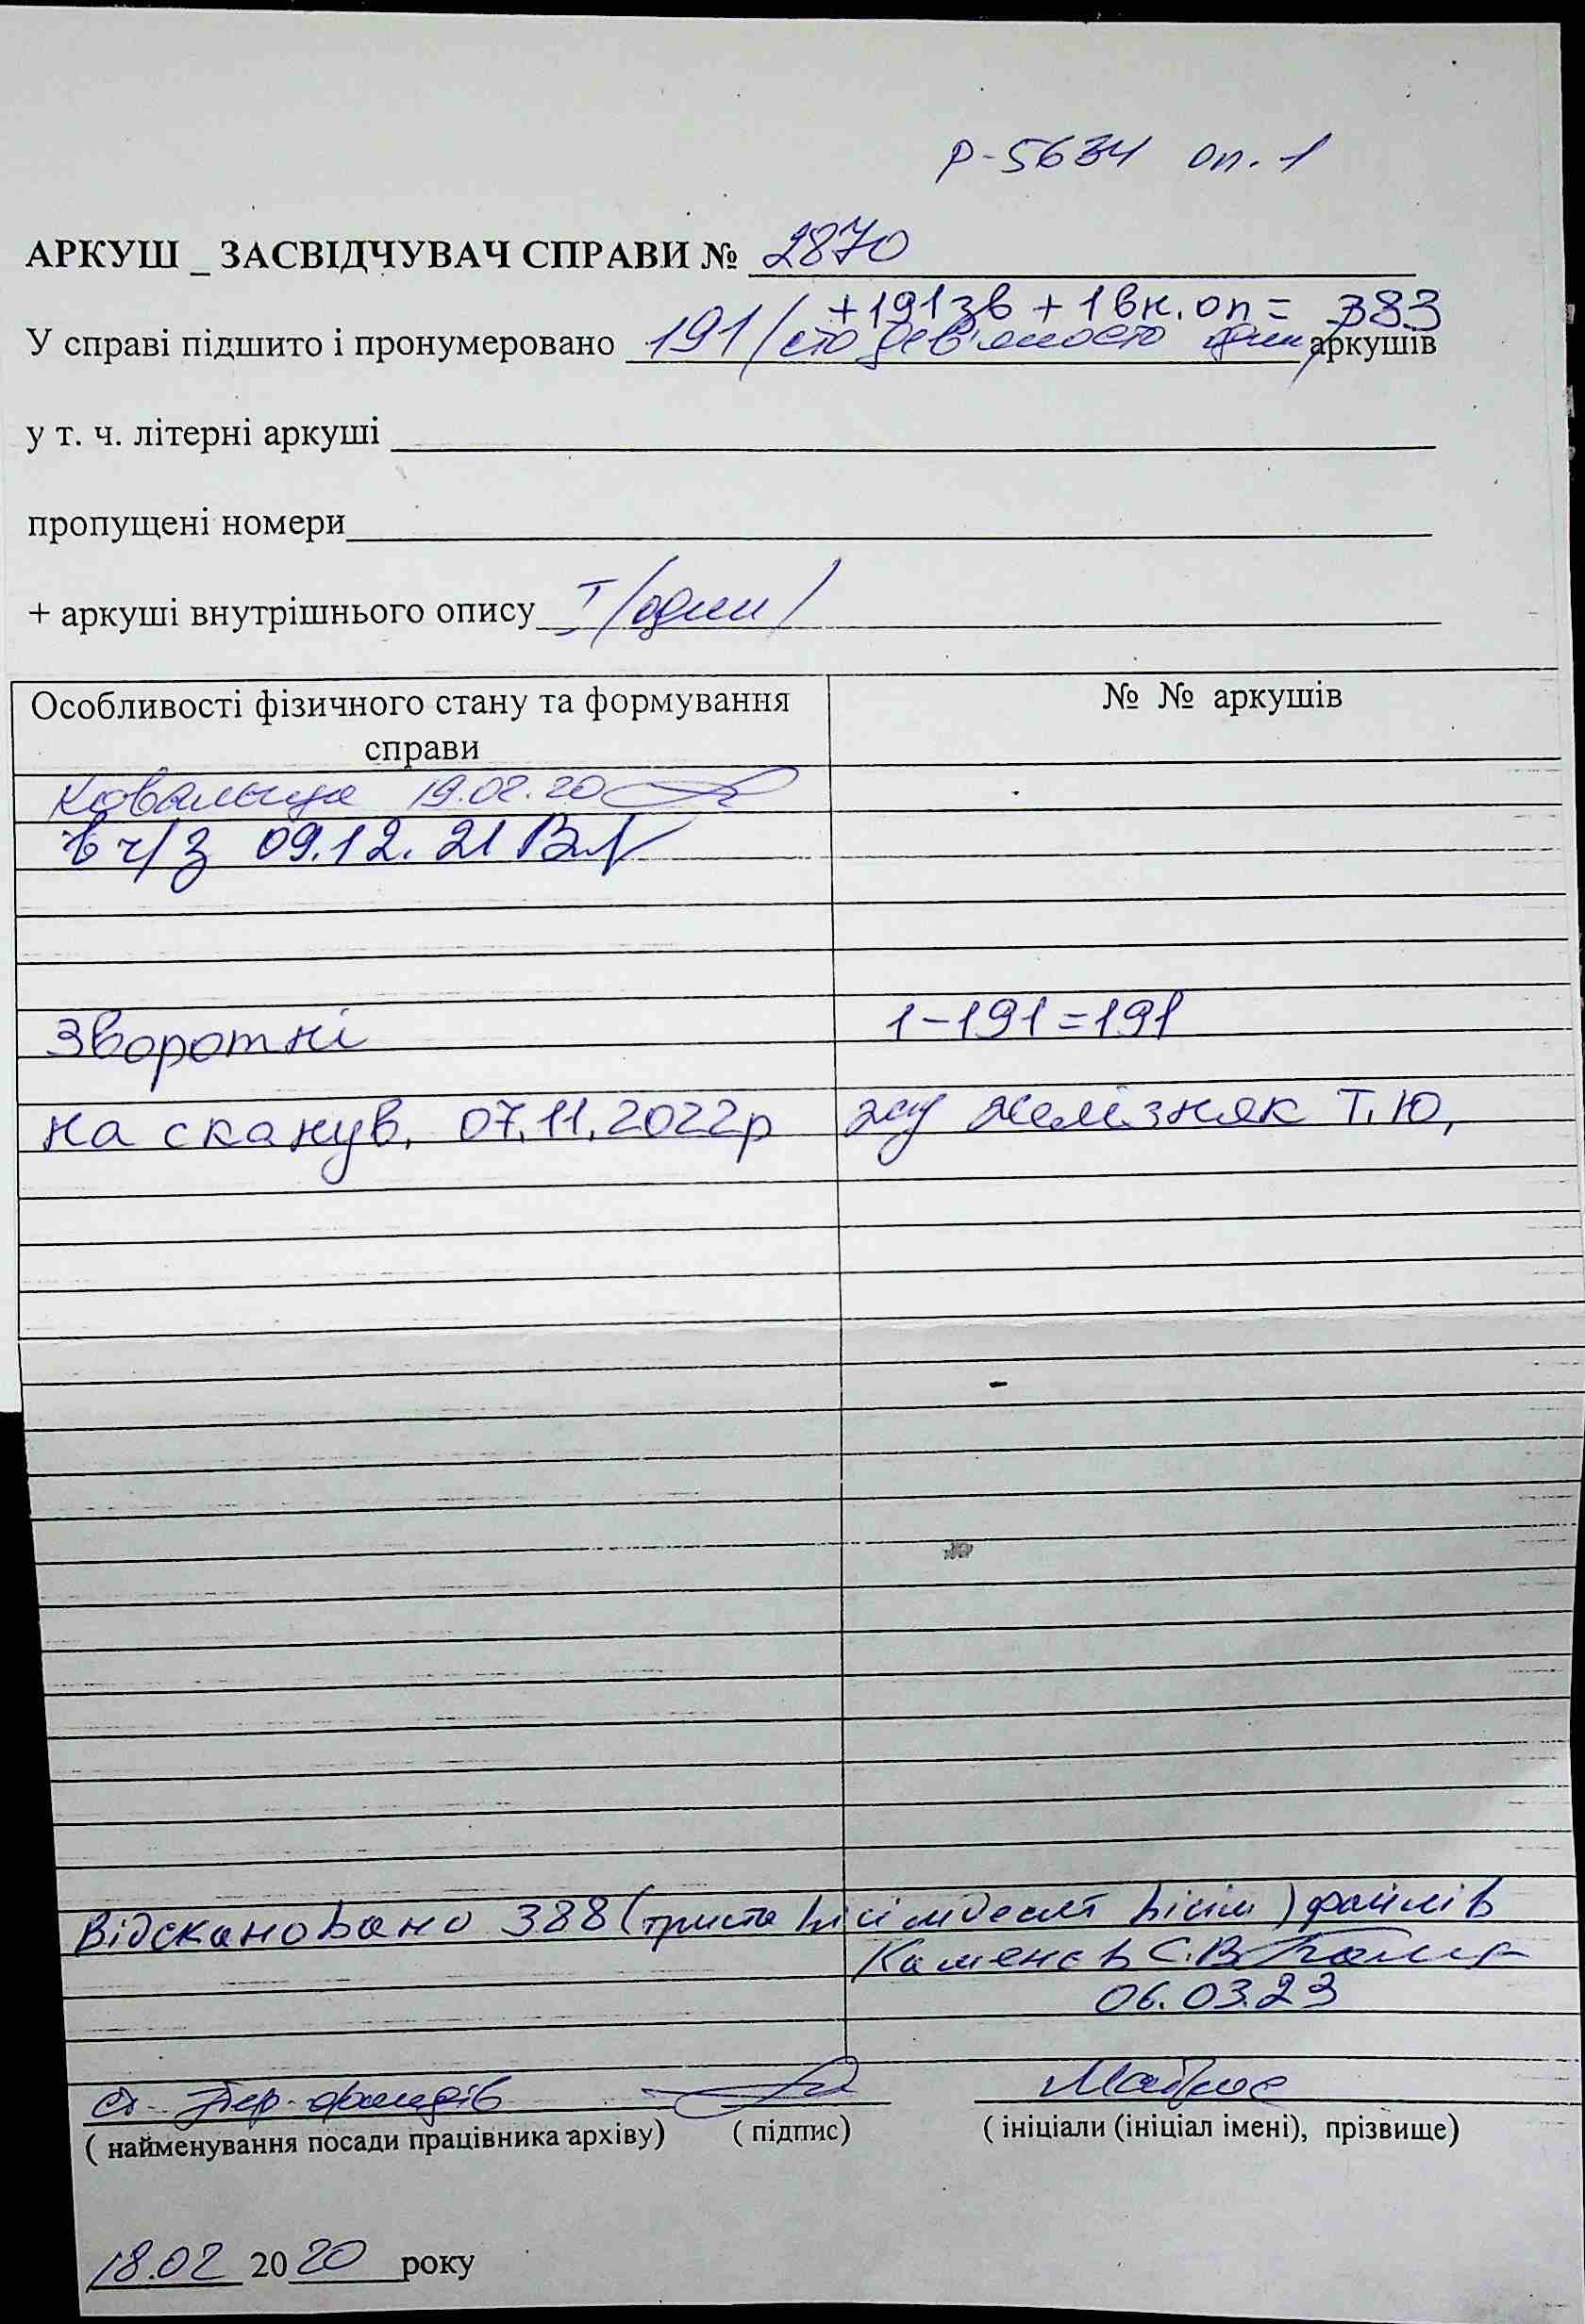 Р-5634 оп. 1
АРКУШ _ ЗАСВІДЧУВАЧ СПРАВИ № 2870
+191зв + 1вн.оп = 383
У справі підшито і пронумеровано 191/сто дев'яносто один/ аркушів
у т. ч. літерні аркуші
пропущені номери
+ аркуші внутрішнього опису I /один/
Особливості фізичного стану та формування справи
№ № аркушів
19.02.20
в ч/з 09.12.21
Зворотні 1-191=191
на сканув. 07.11.2022р Желізняк Т.Ю.
Відскановано 388 (триста вісімдесят вісім) файлів
Каменєв С.В.
06.03.23
фондів
( найменування посади працівника архіву) ( підпис) ( ініціали (ініціал імені), прізвище)
18.02 2020 року